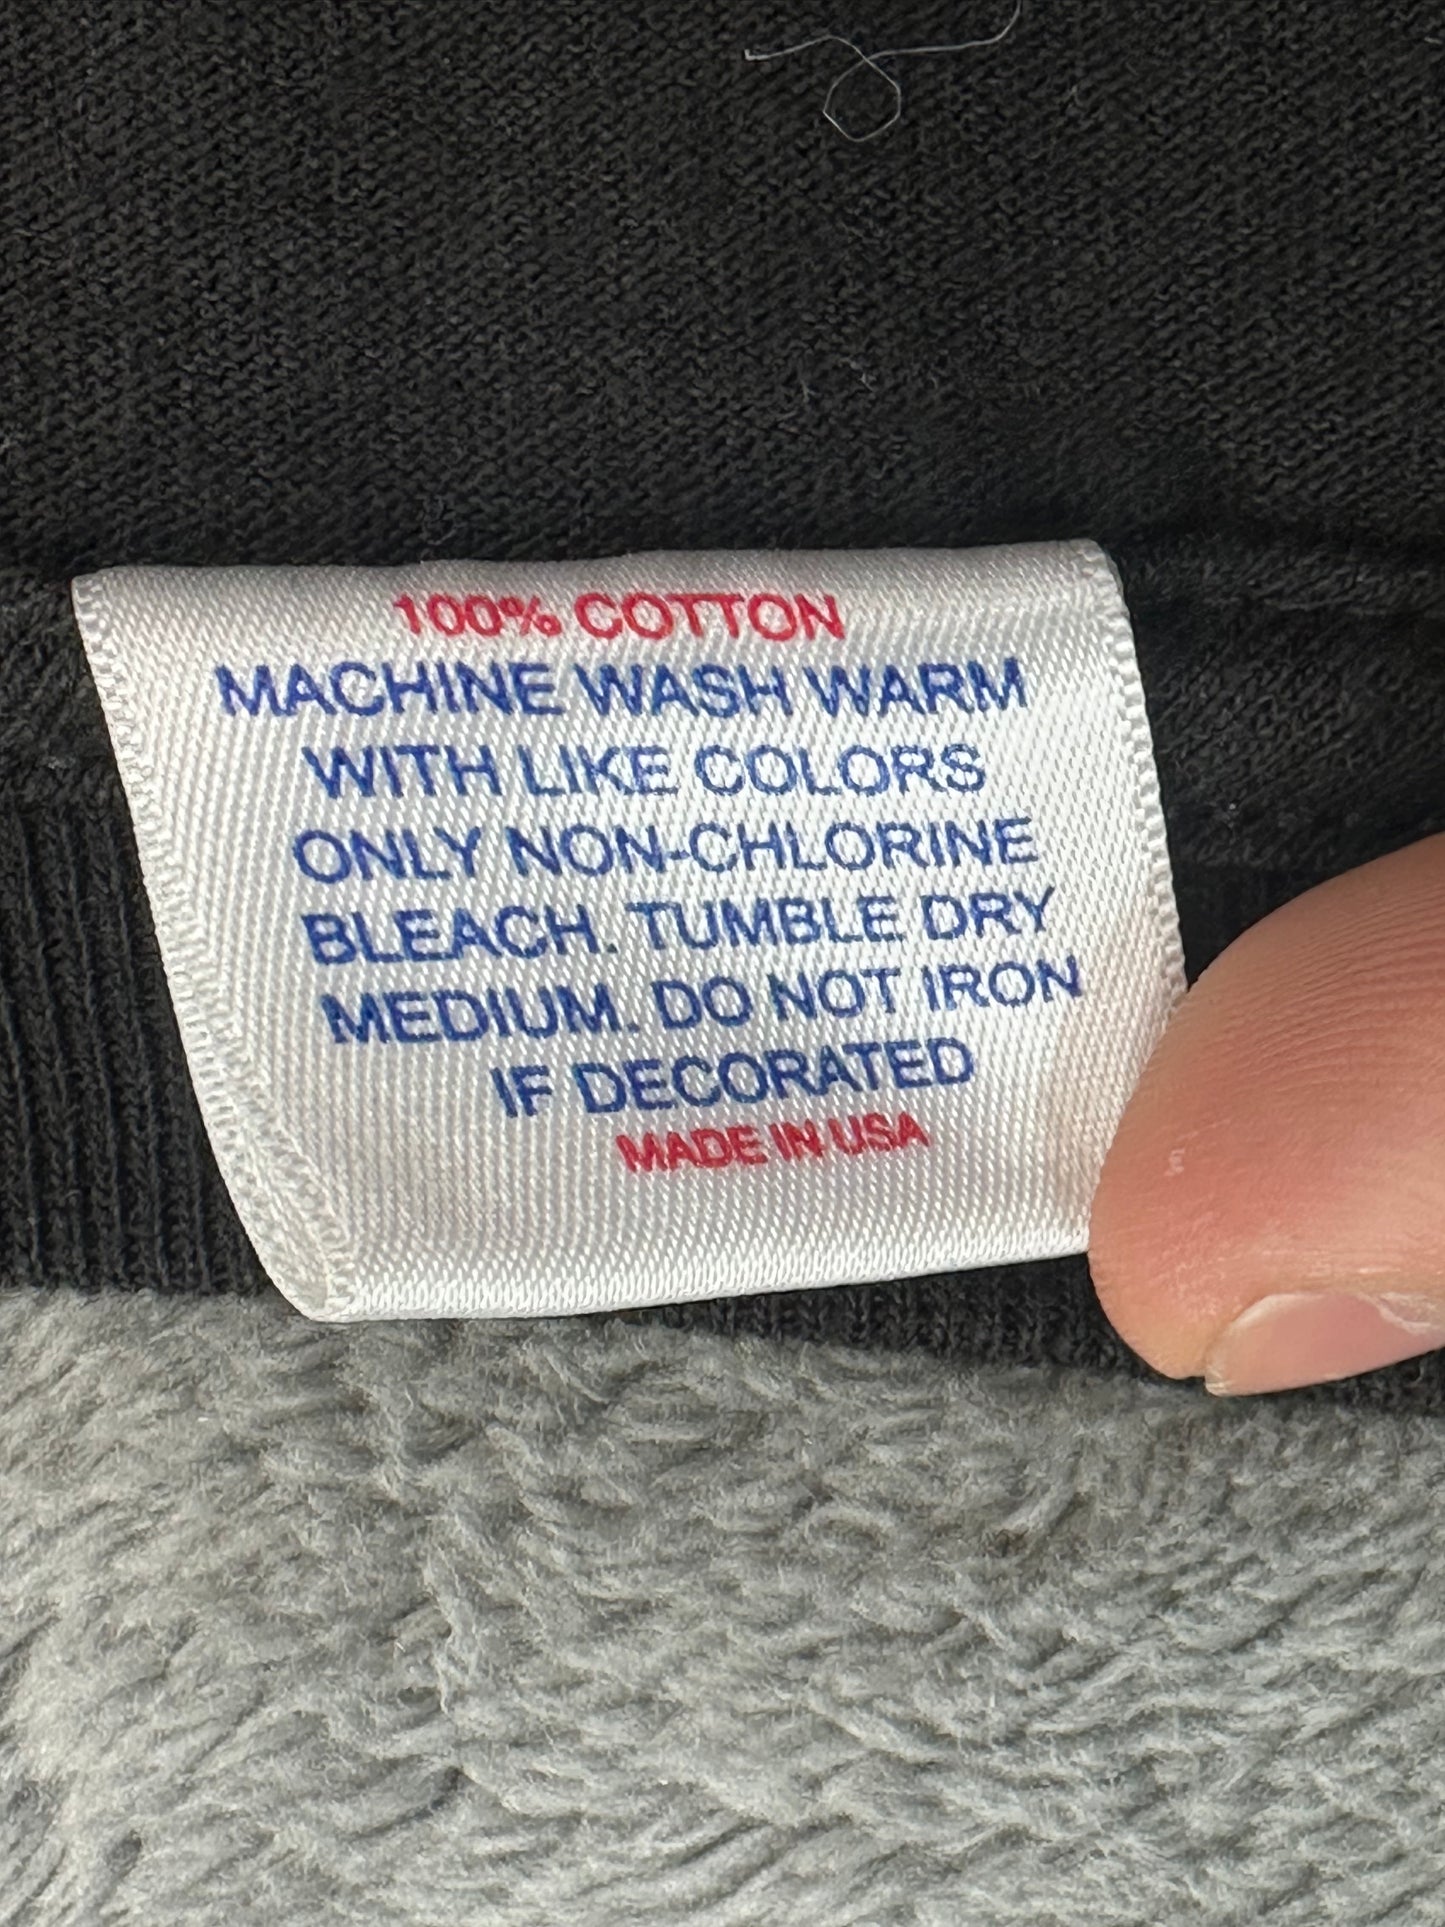 100% COTTON
MACHINE WASH WARM
WITH LIKE COLORS
ONLY NON-CHLORINE
BLEACH. TUMBLE DRY
MEDIUM. DO NOT IRON
IF DECORATED
MADE IN USA